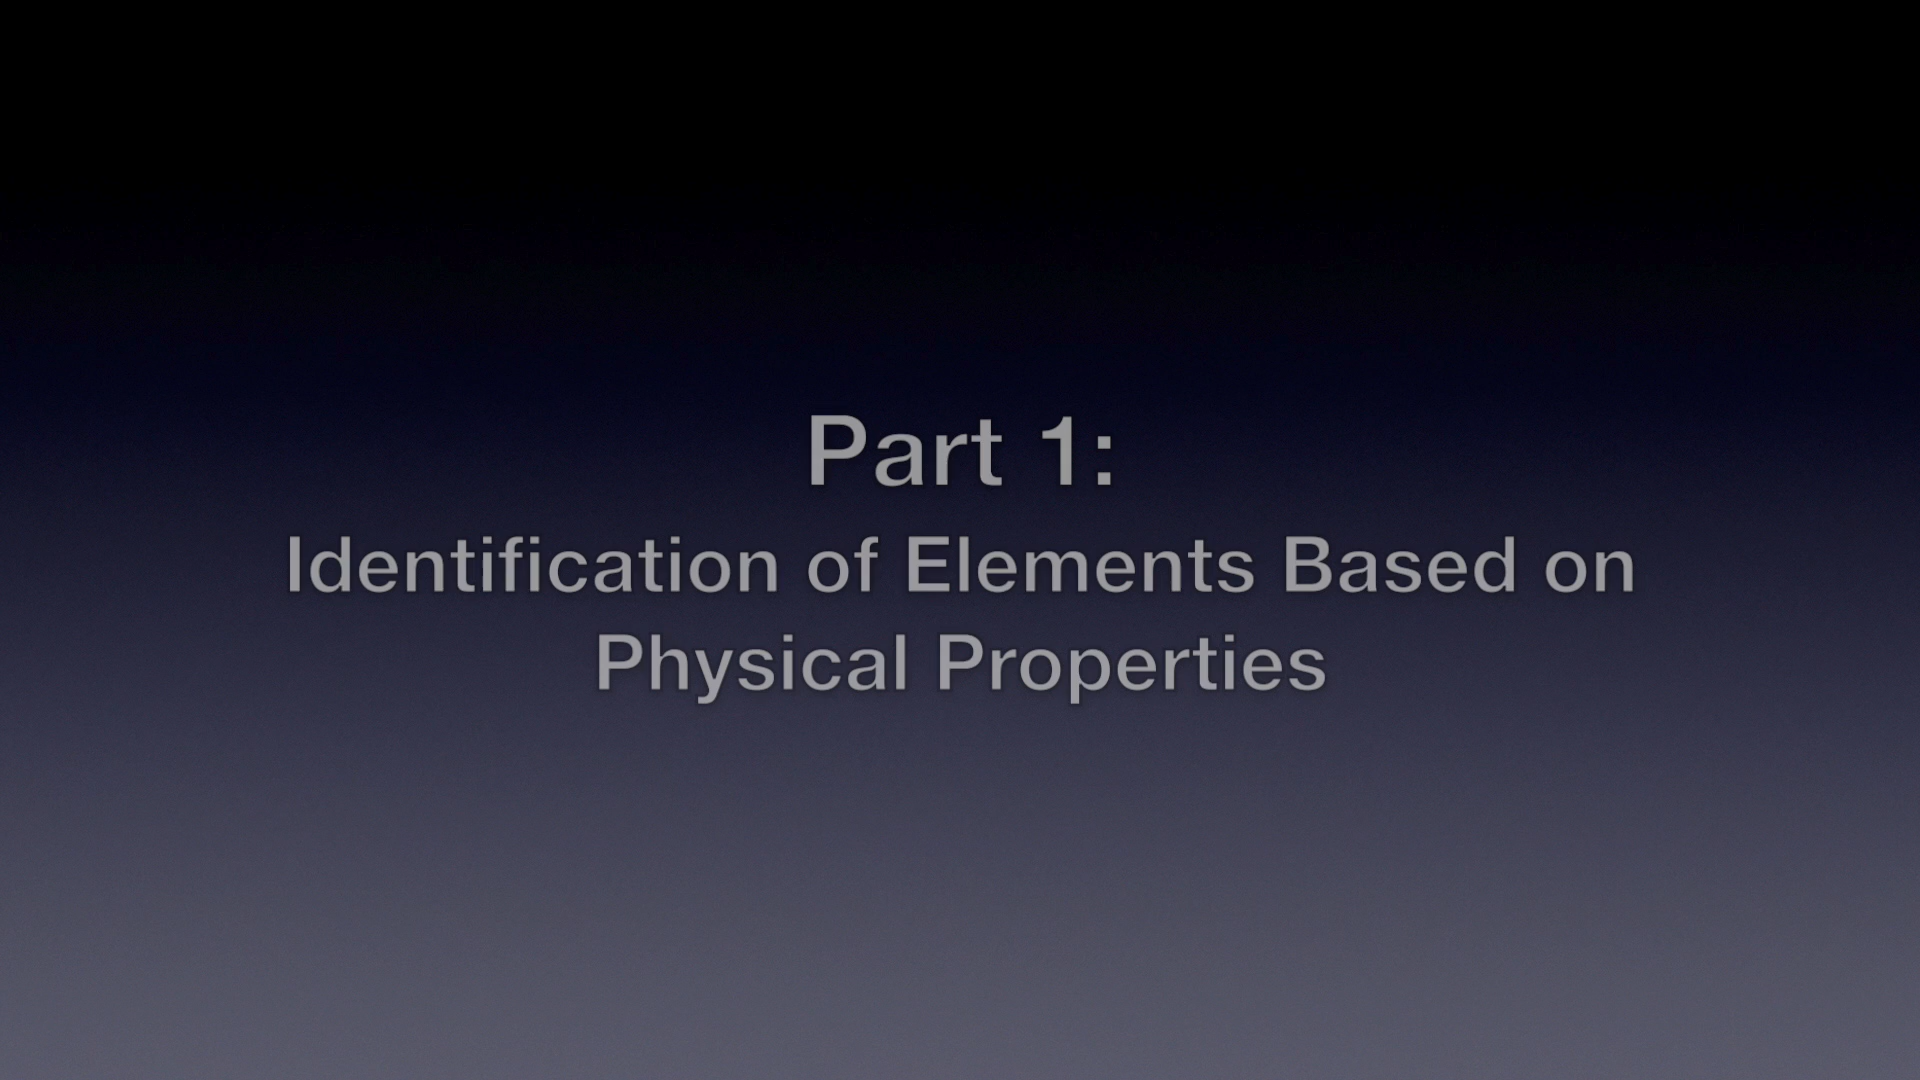 Part 1:
Identification of Elements Based on
Physical Properties